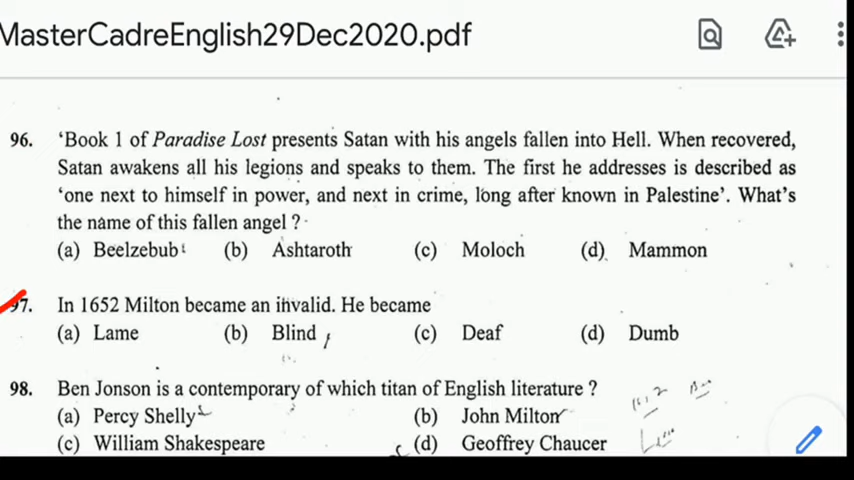 MasterCadreEnglish29Dec2020.pdf
96. ‘Book 1 of Paradise Lost presents Satan with his angels fallen into Hell. When recovered,
Satan awakens all his legions and speaks to them. The first he addresses is described as
‘one next to himself in power, and next in crime, long after known in Palestine’. What’s
the name of this fallen angel ?
(a) Beelzebub (b) Ashtaroth (c) Moloch (d) Mammon
97. In 1652 Milton became an invalid. He became
(a) Lame (b) Blind (c) Deaf (d) Dumb
98. Ben Jonson is a contemporary of which titan of English literature ?
(a) Percy Shelly (b) John Milton
(c) William Shakespeare (d) Geoffrey Chaucer